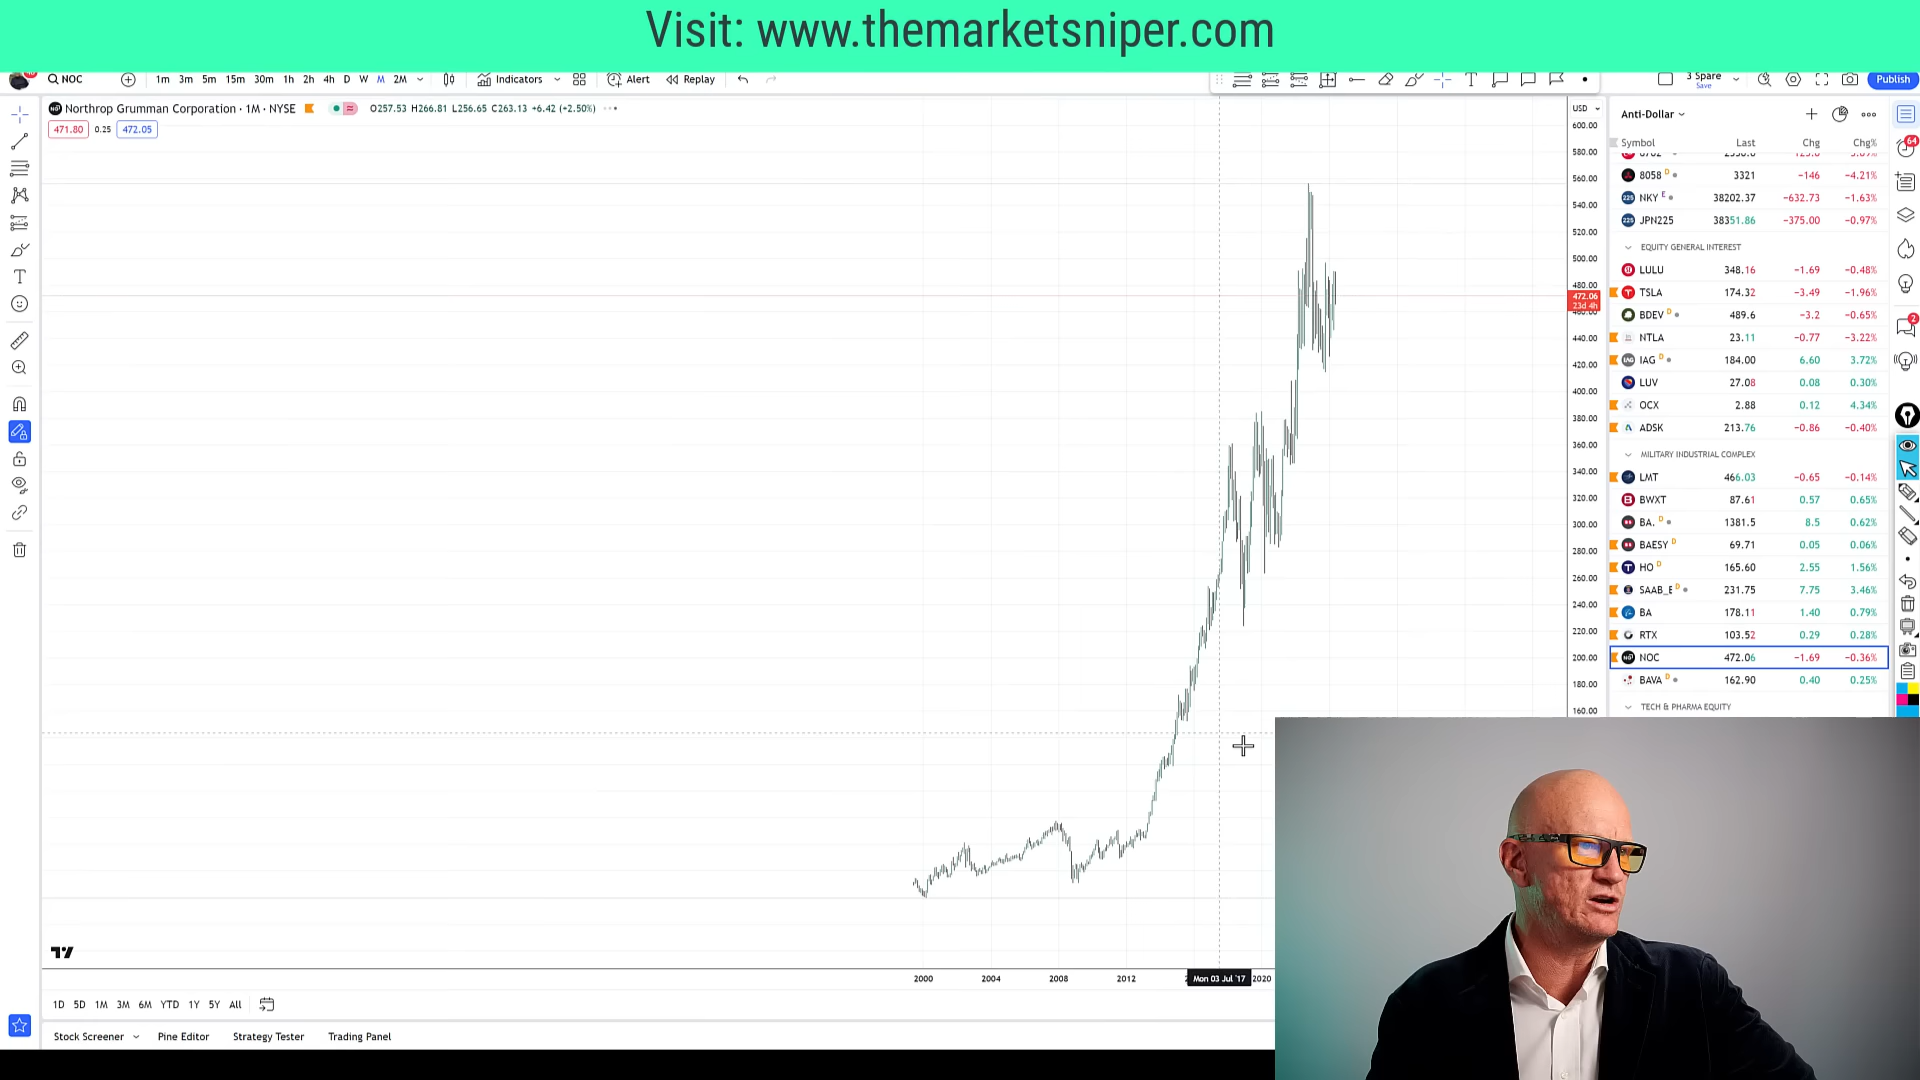 Visit: www.themarketsniper.com
NOC
1m 3m 5m 15m 30m 1h 2h 4h D W M 2M
Indicators
Alert
Replay
3 Spare
Save
Publish
Northrop Grumman Corporation · 1M · NYSE
O257.53 H266.81 L256.65 C263.13 +6.42 (+2.50%)
471.80 0.25 472.05
USD
600.00
580.00
560.00
540.00
520.00
500.00
480.00
472.06
23d 4h
460.00
440.00
420.00
400.00
380.00
360.00
340.00
320.00
300.00
280.00
260.00
240.00
220.00
200.00
180.00
160.00
Anti-Dollar
Symbol Last Chg Chg%
8058 D 3321 −146 −4.21%
NKY E 38202.37 −632.73 −1.63%
JPN225 38351.86 −375.00 −0.97%
EQUITY GENERAL INTEREST
LULU 348.16 −1.69 −0.48%
TSLA 174.32 −3.49 −1.96%
BDEV D 489.6 −3.2 −0.65%
NTLA 23.11 −0.77 −3.22%
IAG D 184.00 6.60 3.72%
LUV 27.08 0.08 0.30%
OCX 2.88 0.12 4.34%
ADSK 213.76 −0.86 −0.40%
MILITARY INDUSTRIAL COMPLEX
LMT 466.03 −0.65 −0.14%
BWXT 87.61 0.57 0.65%
BA. D 1381.5 8.5 0.62%
BAESY D 69.71 0.05 0.06%
HO D 165.60 2.55 1.56%
SAAB_B D 231.75 7.75 3.46%
BA 178.11 1.40 0.79%
RTX 103.52 0.29 0.28%
NOC 472.06 −1.69 −0.36%
BAVA D 162.90 0.40 0.25%
TECH & PHARMA EQUITY
64
2
2000 2004 2008 2012 Mon 03 Jul '17 2020
1D 5D 1M 3M 6M YTD 1Y 5Y All
Stock Screener Pine Editor Strategy Tester Trading Panel